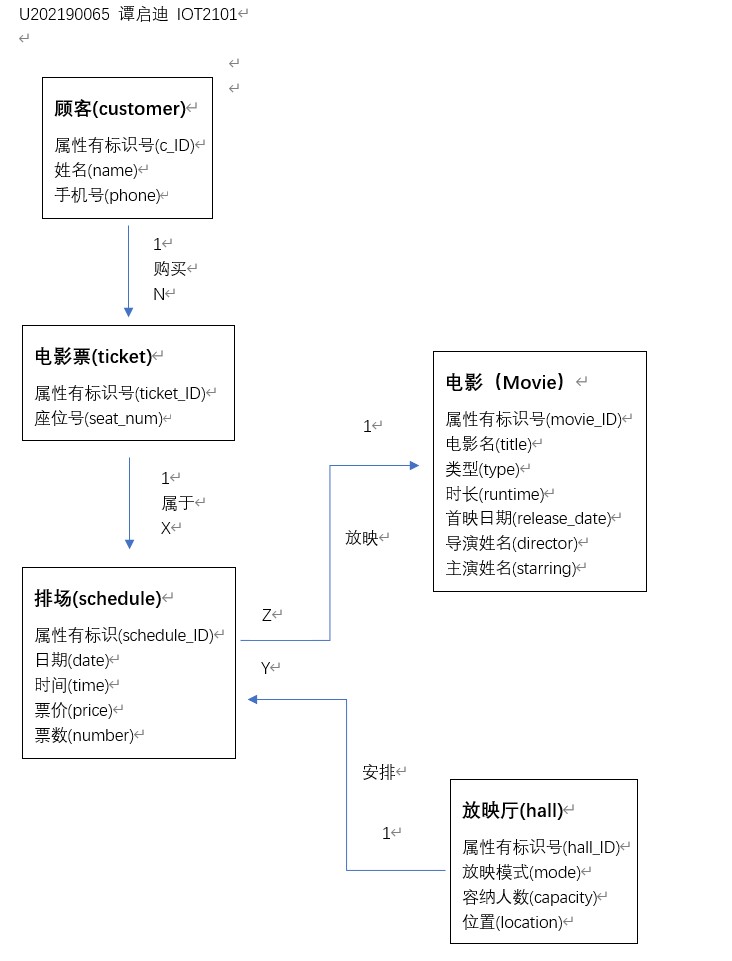 U202190065 谭启迪 IOT2101
顾客(customer)
属性有标识号(c_ID)
姓名(name)
手机号(phone)
1
购买
N
电影票(ticket)
属性有标识号(ticket_ID)
座位号(seat_num)
1
属于
X
排场(schedule)
属性有标识(schedule_ID)
日期(date)
时间(time)
票价(price)
票数(number)
Z
放映
1
电影（Movie）
属性有标识号(movie_ID)
电影名(title)
类型(type)
时长(runtime)
首映日期(release_date)
导演姓名(director)
主演姓名(starring)
Y
安排
1
放映厅(hall)
属性有标识号(hall_ID)
放映模式(mode)
容纳人数(capacity)
位置(location)